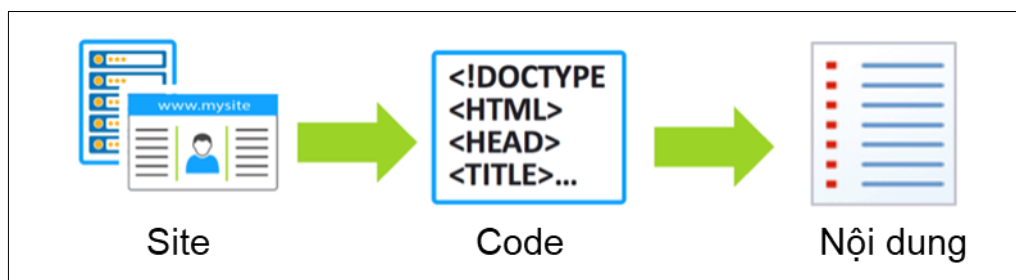 www.mysite
<!DOCTYPE
<HTML>
<HEAD>
<TITLE>...
Site
Code
Nội dung